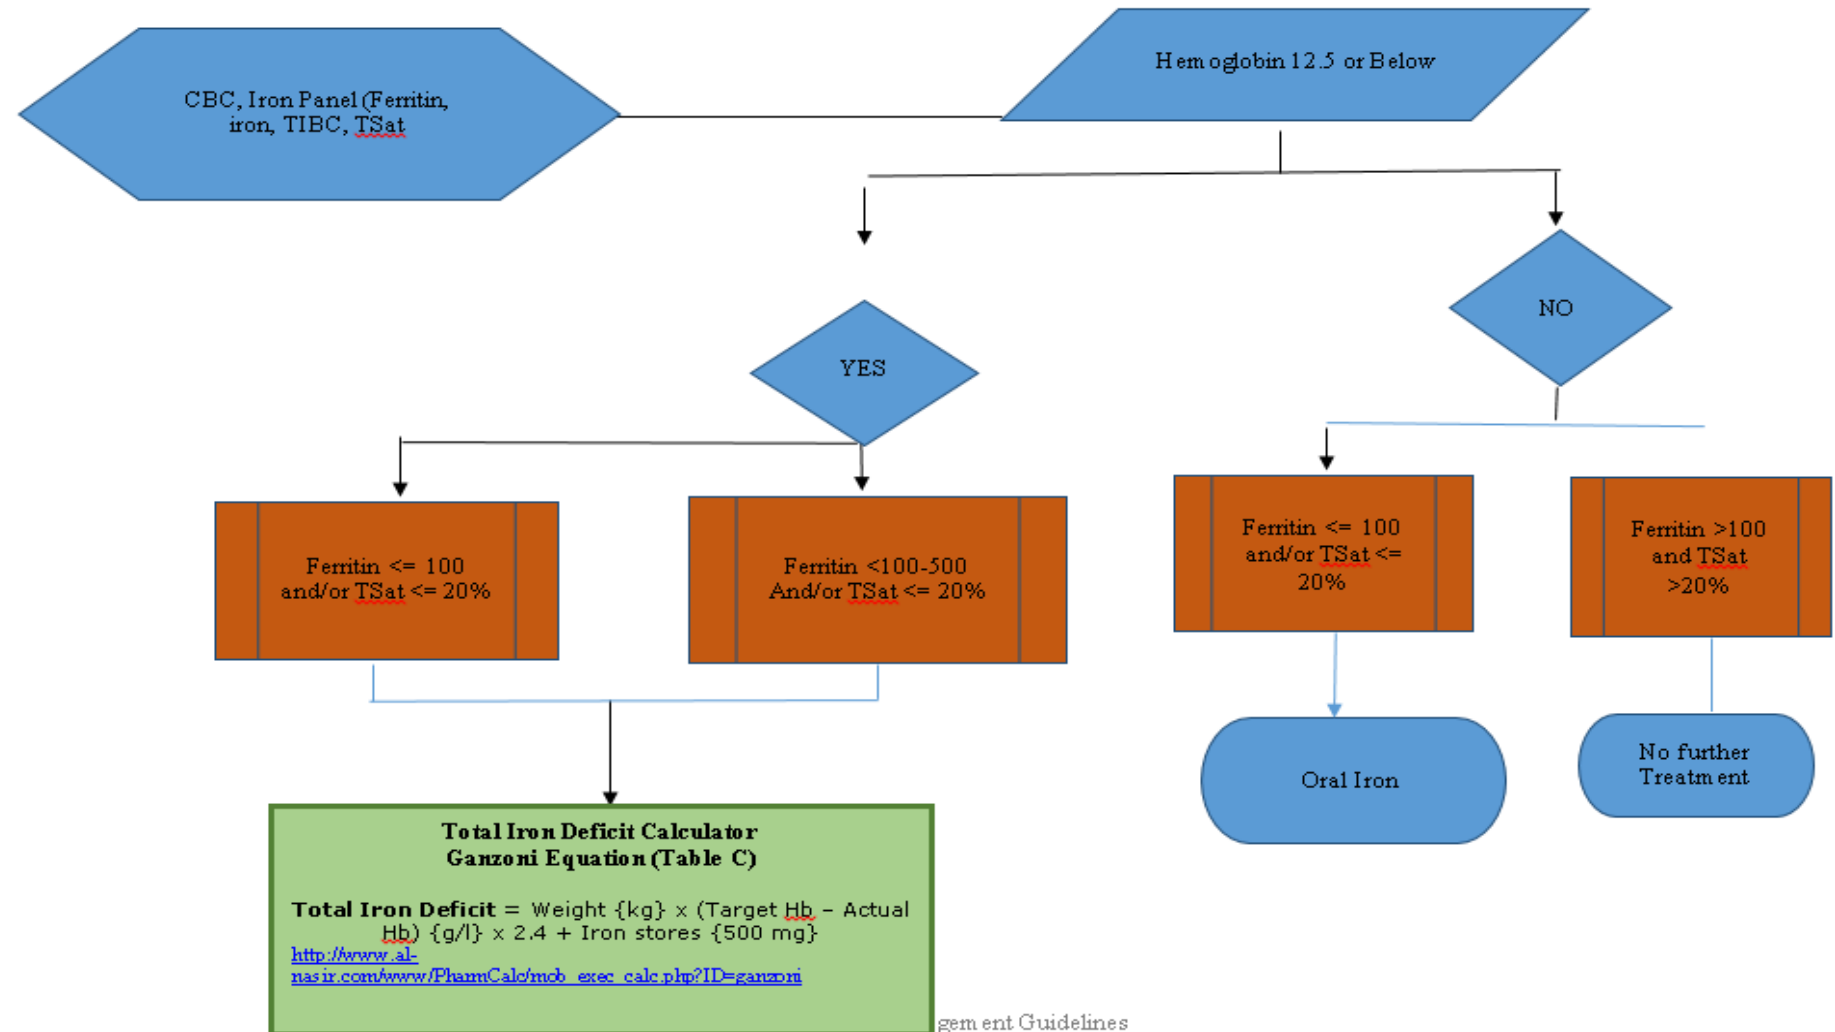 CBC, Iron Panel (Ferritin,
iron, TIBC, TSat
Hemoglobin 12.5 or Below
YES
NO
Ferritin <= 100
and/or TSat <= 20%
Ferritin <100-500
And/or TSat <= 20%
Ferritin <= 100
and/or TSat <=
20%
Ferritin >100
and TSat
>20%
Oral Iron
No further
Treatment
Total Iron Deficit Calculator
Ganzoni Equation (Table C)
Total Iron Deficit = Weight {kg} x (Target Hb – Actual
Hb) {g/l} x 2.4 + Iron stores {500 mg}
http://www.al-
nasir.com/www/PharmCalc/mob_exec_calc.php?ID=ganzoni
gement Guidelines